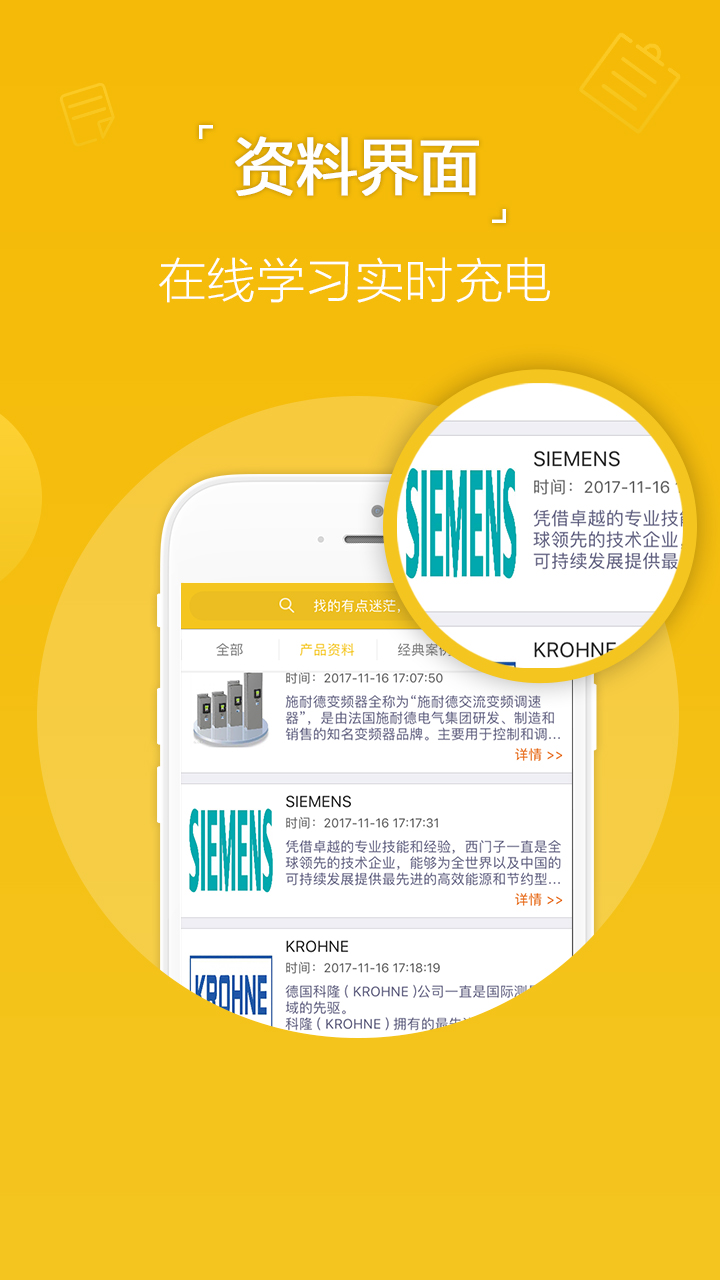 资料界面
在线学习实时充电
SIEMENS
SIEMENS
时间：2017-11-16
凭借卓越的专业技
球领先的技术企业
可持续发展提供最
KROHNE
找的有点迷茫，
全部
产品资料
经典案例
时间：2017-11-16 17:07:50
施耐德变频器全称为“施耐德交流变频调速
器”，是由法国施耐德电气集团研发、制造和
销售的知名变频器品牌。主要用于控制和调...
详情 >>
SIEMENS
SIEMENS
时间：2017-11-16 17:17:31
凭借卓越的专业技能和经验，西门子一直是全
球领先的技术企业，能够为全世界以及中国的
可持续发展提供最先进的高效能源和节约型...
详情 >>
KROHNE
KROHNE
时间：2017-11-16 17:18:19
德国科隆（KROHNE )公司一直是国际测
域的先驱。
科隆（KROHNE）拥有的最先